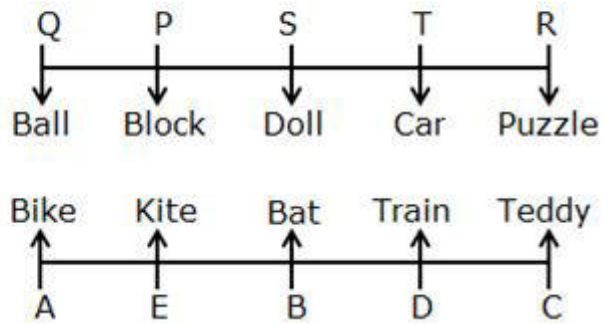 Q P S T R
Ball Block Doll Car Puzzle
Bike Kite Bat Train Teddy
A E B D C